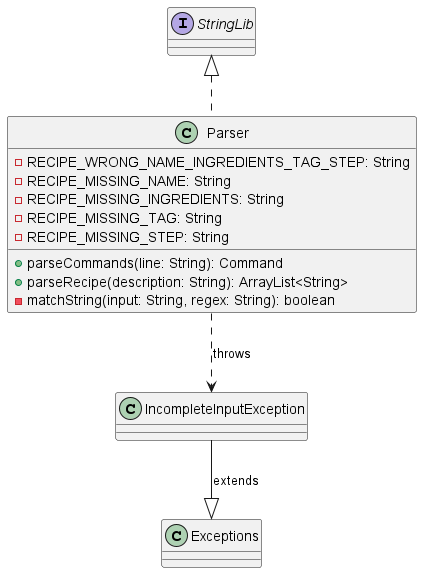 I StringLib
C Parser
RECIPE_WRONG_NAME_INGREDIENTS_TAG_STEP: String
RECIPE_MISSING_NAME: String
RECIPE_MISSING_INGREDIENTS: String
RECIPE_MISSING_TAG: String
RECIPE_MISSING_STEP: String
parseCommands(line: String): Command
parseRecipe(description: String): ArrayList<String>
matchString(input: String, regex: String): boolean
throws
C IncompleteInputException
extends
C Exceptions